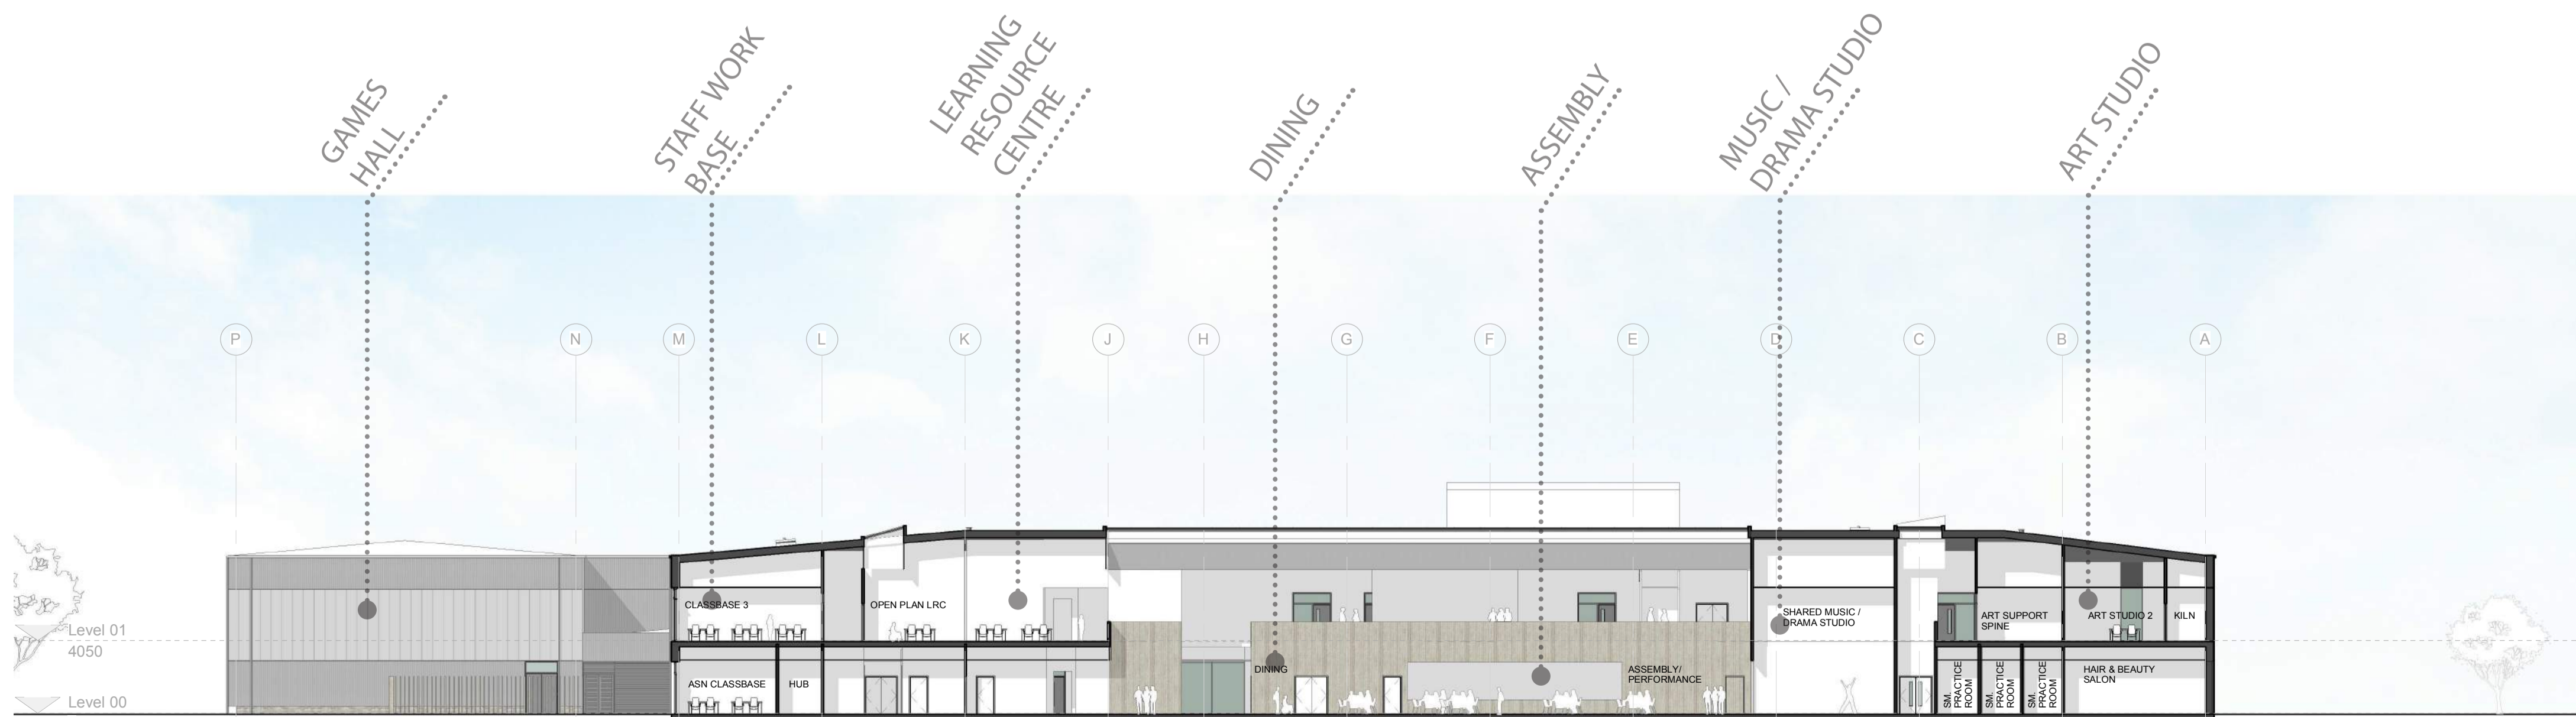 GAMES
HALL
STAFF WORK
BASE
LEARNING
RESOURCE
CENTRE
DINING
ASSEMBLY
MUSIC /
DRAMA STUDIO
ART STUDIO
P
N
M
L
K
J
H
G
F
E
D
C
B
A
CLASSBASE 3
OPEN PLAN LRC
SHARED MUSIC /
DRAMA STUDIO
ART SUPPORT
SPINE
ART STUDIO 2
KILN
Level 01
4050
ASN CLASSBASE
HUB
DINING
ASSEMBLY/
PERFORMANCE
SM.
PRACTICE
ROOM
SM.
PRACTICE
ROOM
SM.
PRACTICE
ROOM
HAIR & BEAUTY
SALON
Level 00